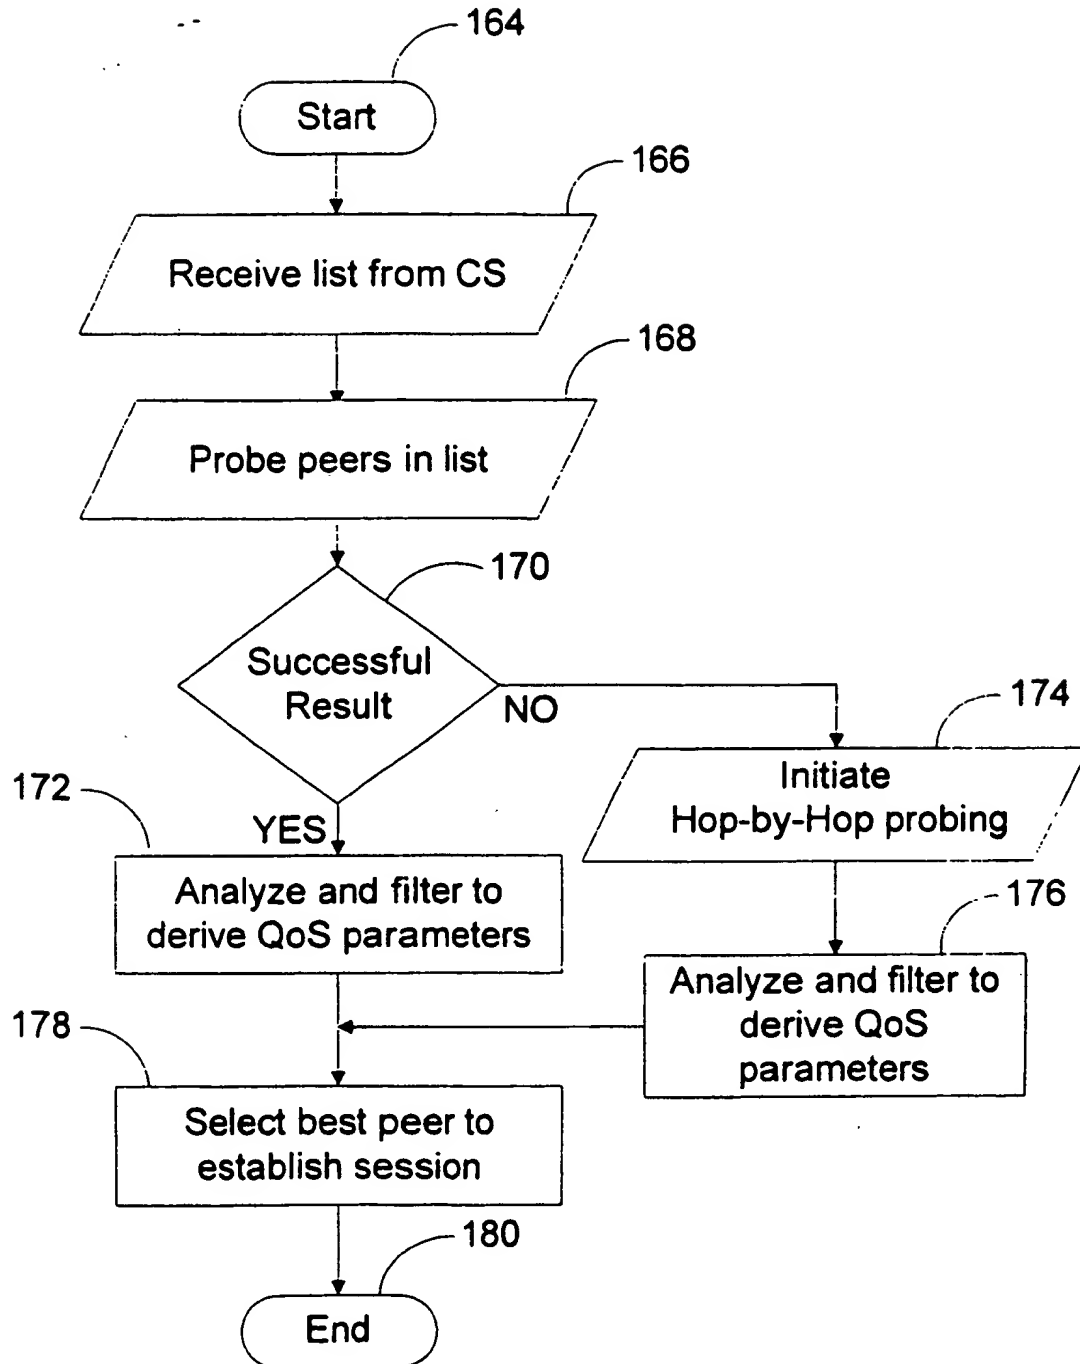 164
Start
166
Receive list from CS
168
Probe peers in list
170
Successful
Result
NO
174
Initiate
Hop-by-Hop probing
172
YES
Analyze and filter to
derive QoS parameters
176
Analyze and filter to
derive QoS
parameters
178
Select best peer to
establish session
180
End